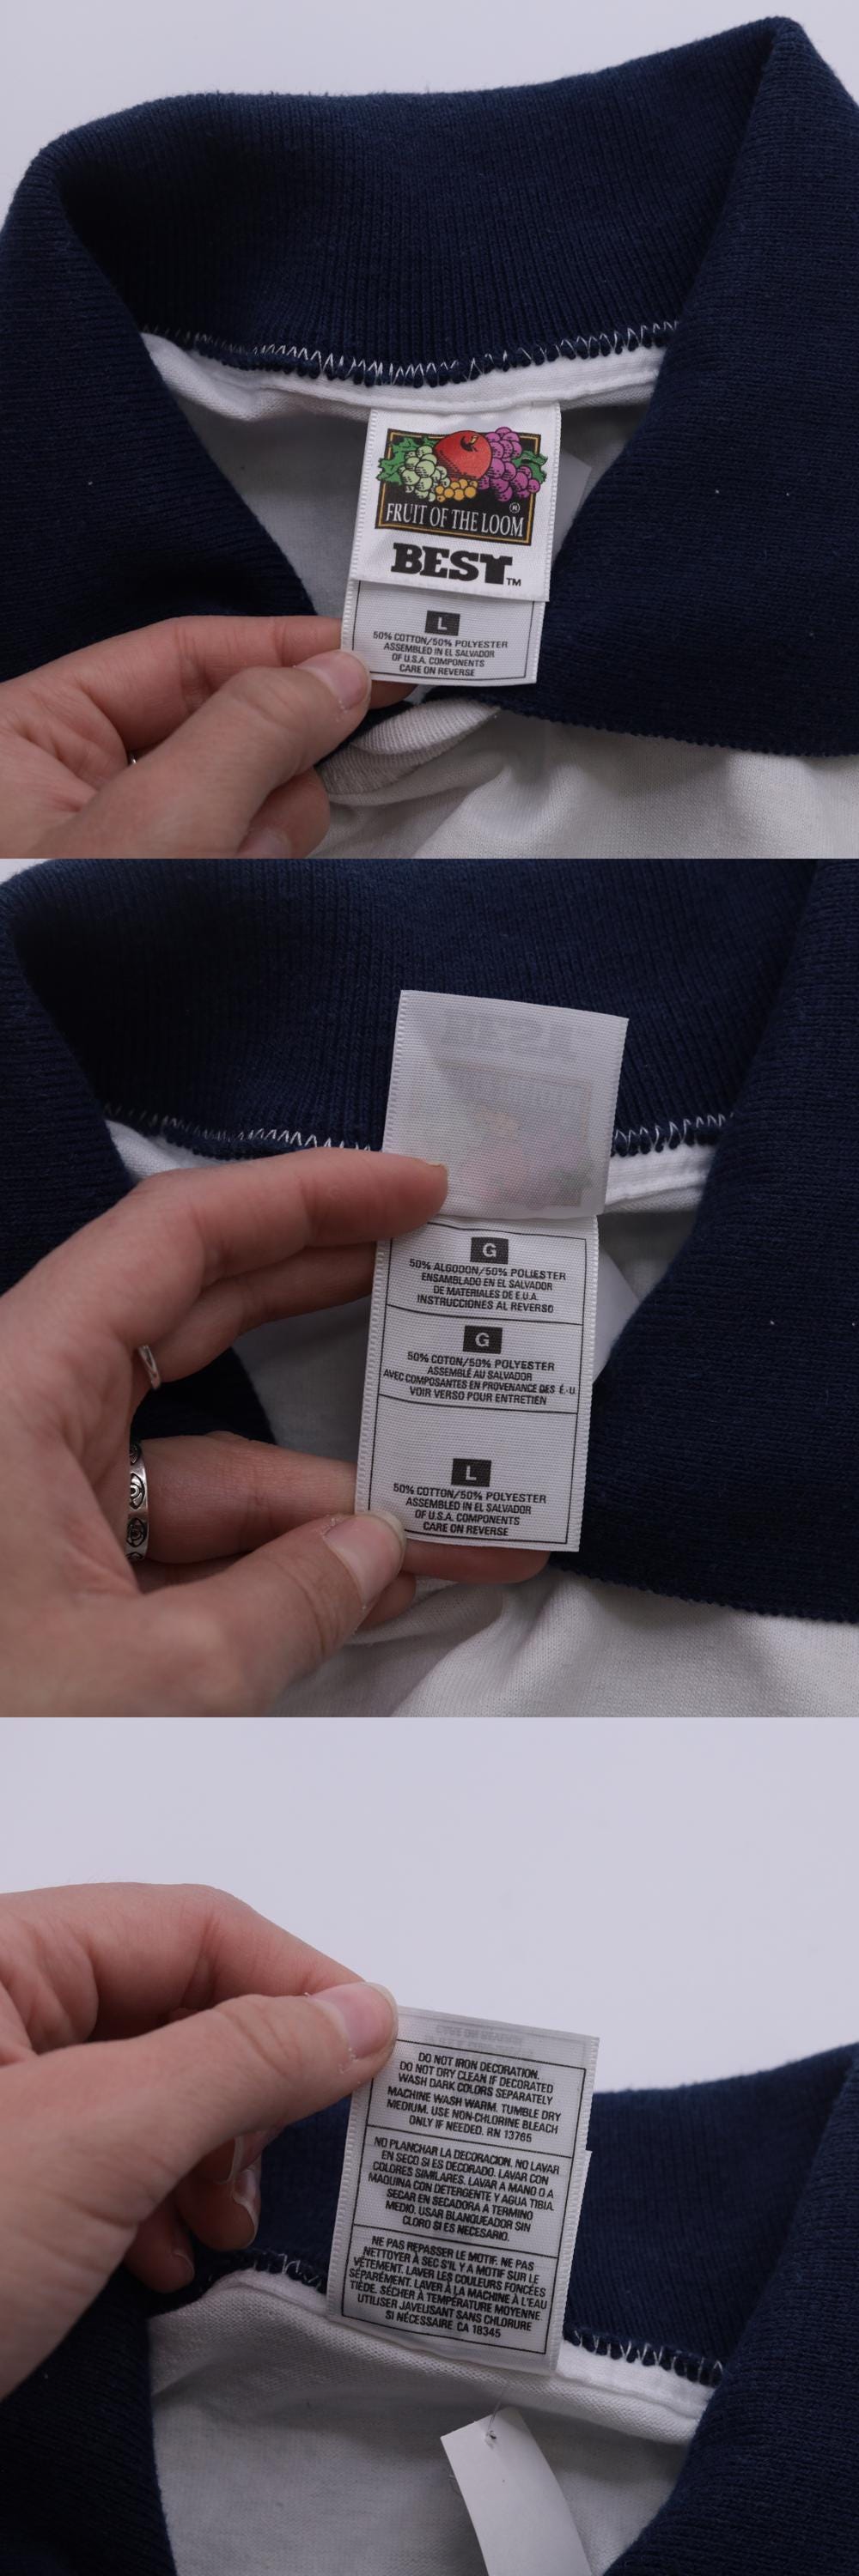 FRUIT OF THE LOOM®
BEST™
L
50% COTTON/50% POLYESTER
ASSEMBLED IN EL SALVADOR
OF U.S.A. COMPONENTS
CARE ON REVERSE
G
50% ALGODON/50% POLIESTER
ENSAMBLADO EN EL SALVADOR
DE MATERIALES DE E.U.A.
INSTRUCCIONES AL REVERSO
G
50% COTON/50% POLYESTER
ASSEMBLÉ AU SALVADOR
AVEC COMPOSANTES EN PROVENANCE DES É.-U.
VOIR VERSO POUR ENTRETIEN
L
50% COTTON/50% POLYESTER
ASSEMBLED IN EL SALVADOR
OF U.S.A. COMPONENTS
CARE ON REVERSE
DO NOT IRON DECORATION.
DO NOT DRY CLEAN IF DECORATED
WASH DARK COLORS SEPARATELY
MACHINE WASH WARM. TUMBLE DRY
MEDIUM. USE NON-CHLORINE BLEACH
ONLY IF NEEDED. RN 13765
NO PLANCHAR LA DECORACION. NO LAVAR
EN SECO SI ES DECORADO. LAVAR CON
COLORES SIMILARES. LAVAR A MANO O A
MAQUINA CON DETERGENTE Y AGUA TIBIA.
SECAR EN SECADORA A TERMINO
MEDIO. USAR BLANQUEADOR SIN
CLORO SI ES NECESARIO.
NE PAS REPASSER LE MOTIF. NE PAS
NETTOYER À SEC S'IL Y A MOTIF SUR LE
VÊTEMENT. LAVER LES COULEURS FONCÉES
SÉPARÉMENT. LAVER À LA MACHINE À L'EAU
TIÈDE. SÉCHER À TEMPÉRATURE MOYENNE.
UTILISER JAVELISANT SANS CHLORURE
SI NÉCESSAIRE. CA 18345